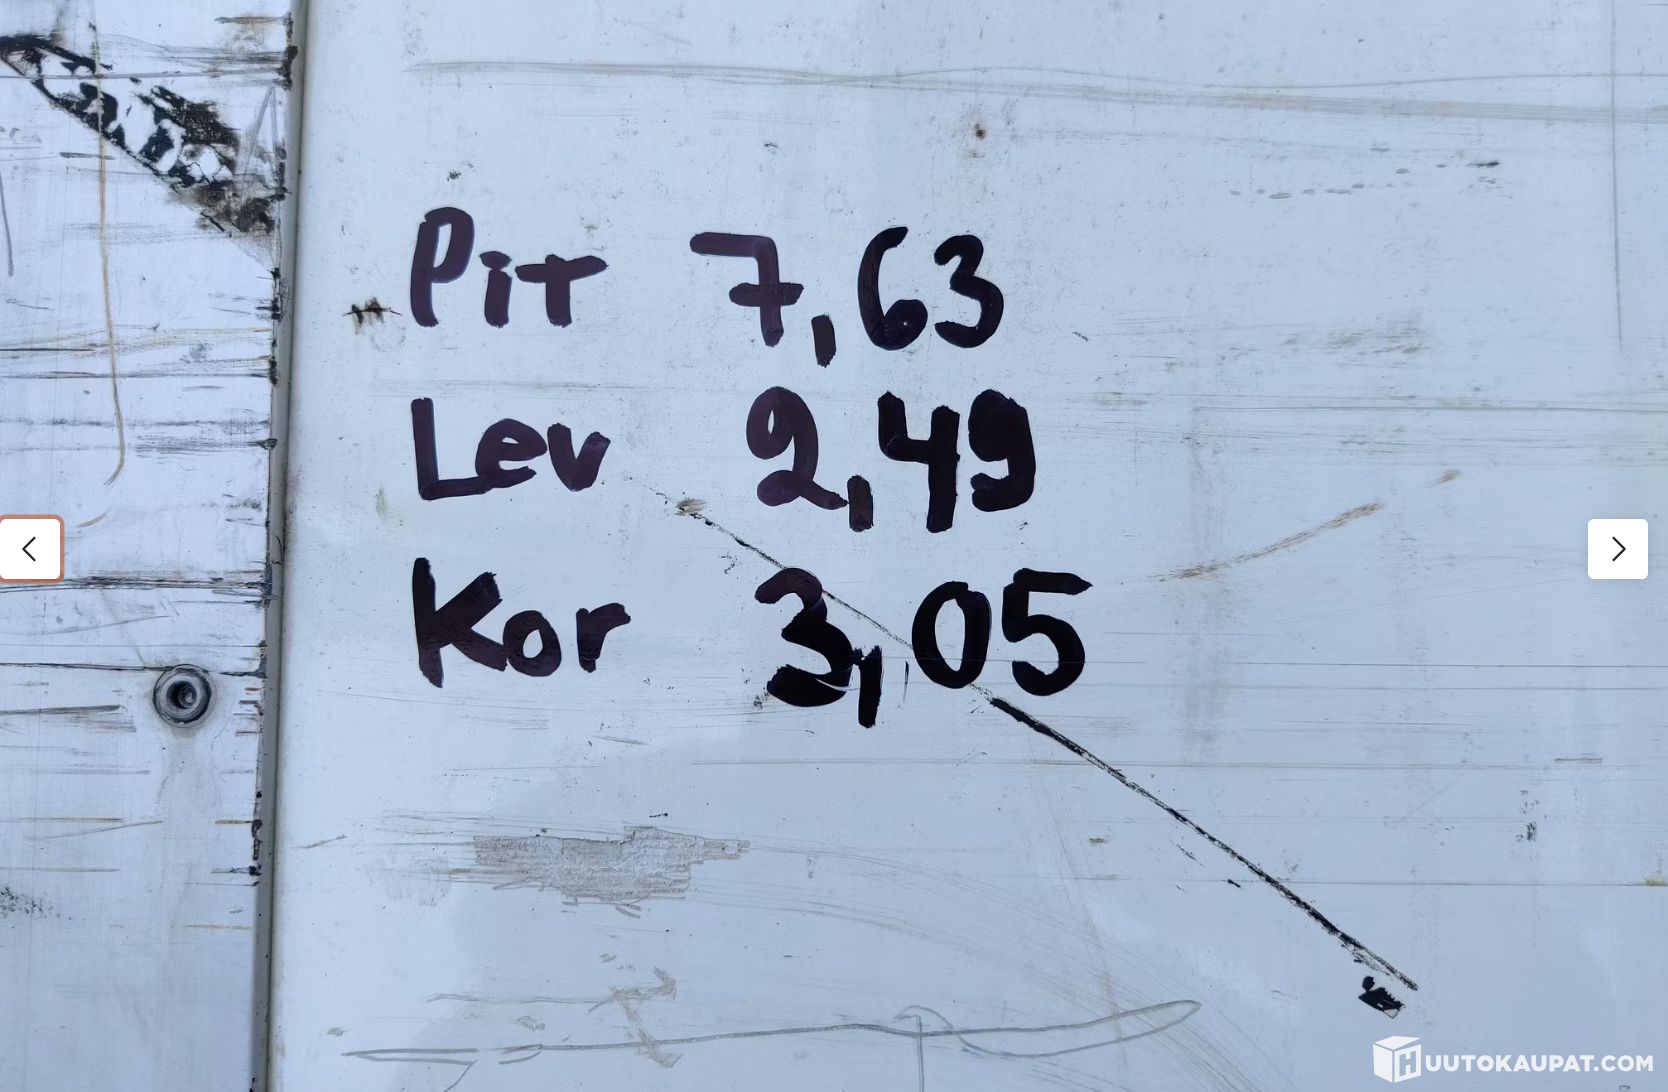 Pit 7,63
Lev 2,49
Kor 3,05
HUUTOKAUPAT.COM